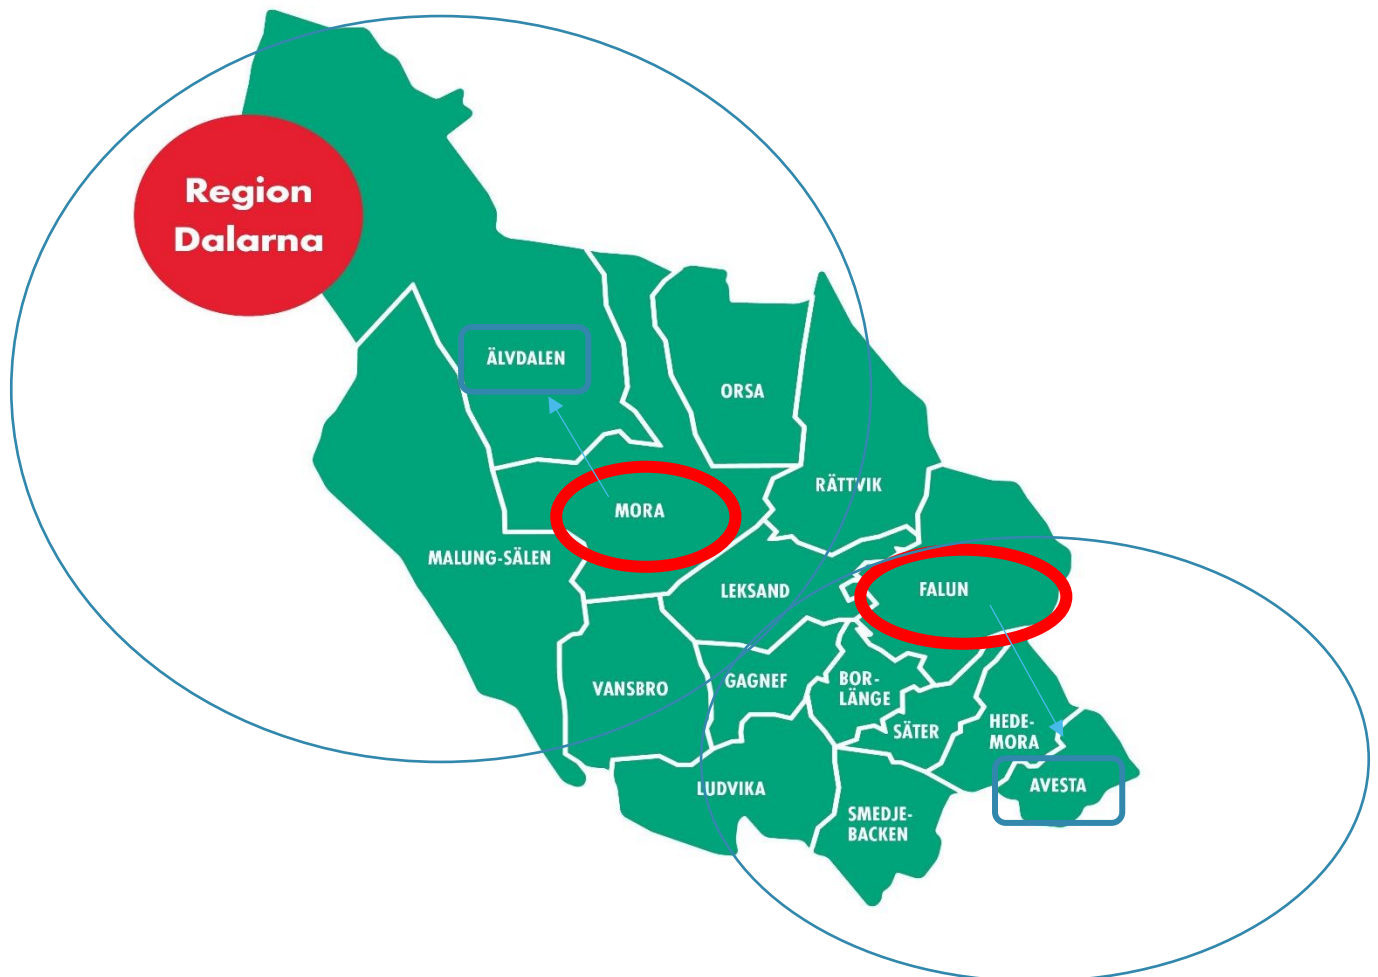 Region
Dalarna
ÄLVDALEN
ORSA
RÄTTVIK
MORA
MALUNG-SÄLEN
LEKSAND
FALUN
VANSBRO
GAGNEF
BOR-
LÄNGE
SÄTER
HEDE-
MORA
LUDVIKA
AVESTA
SMEDJE-
BACKEN